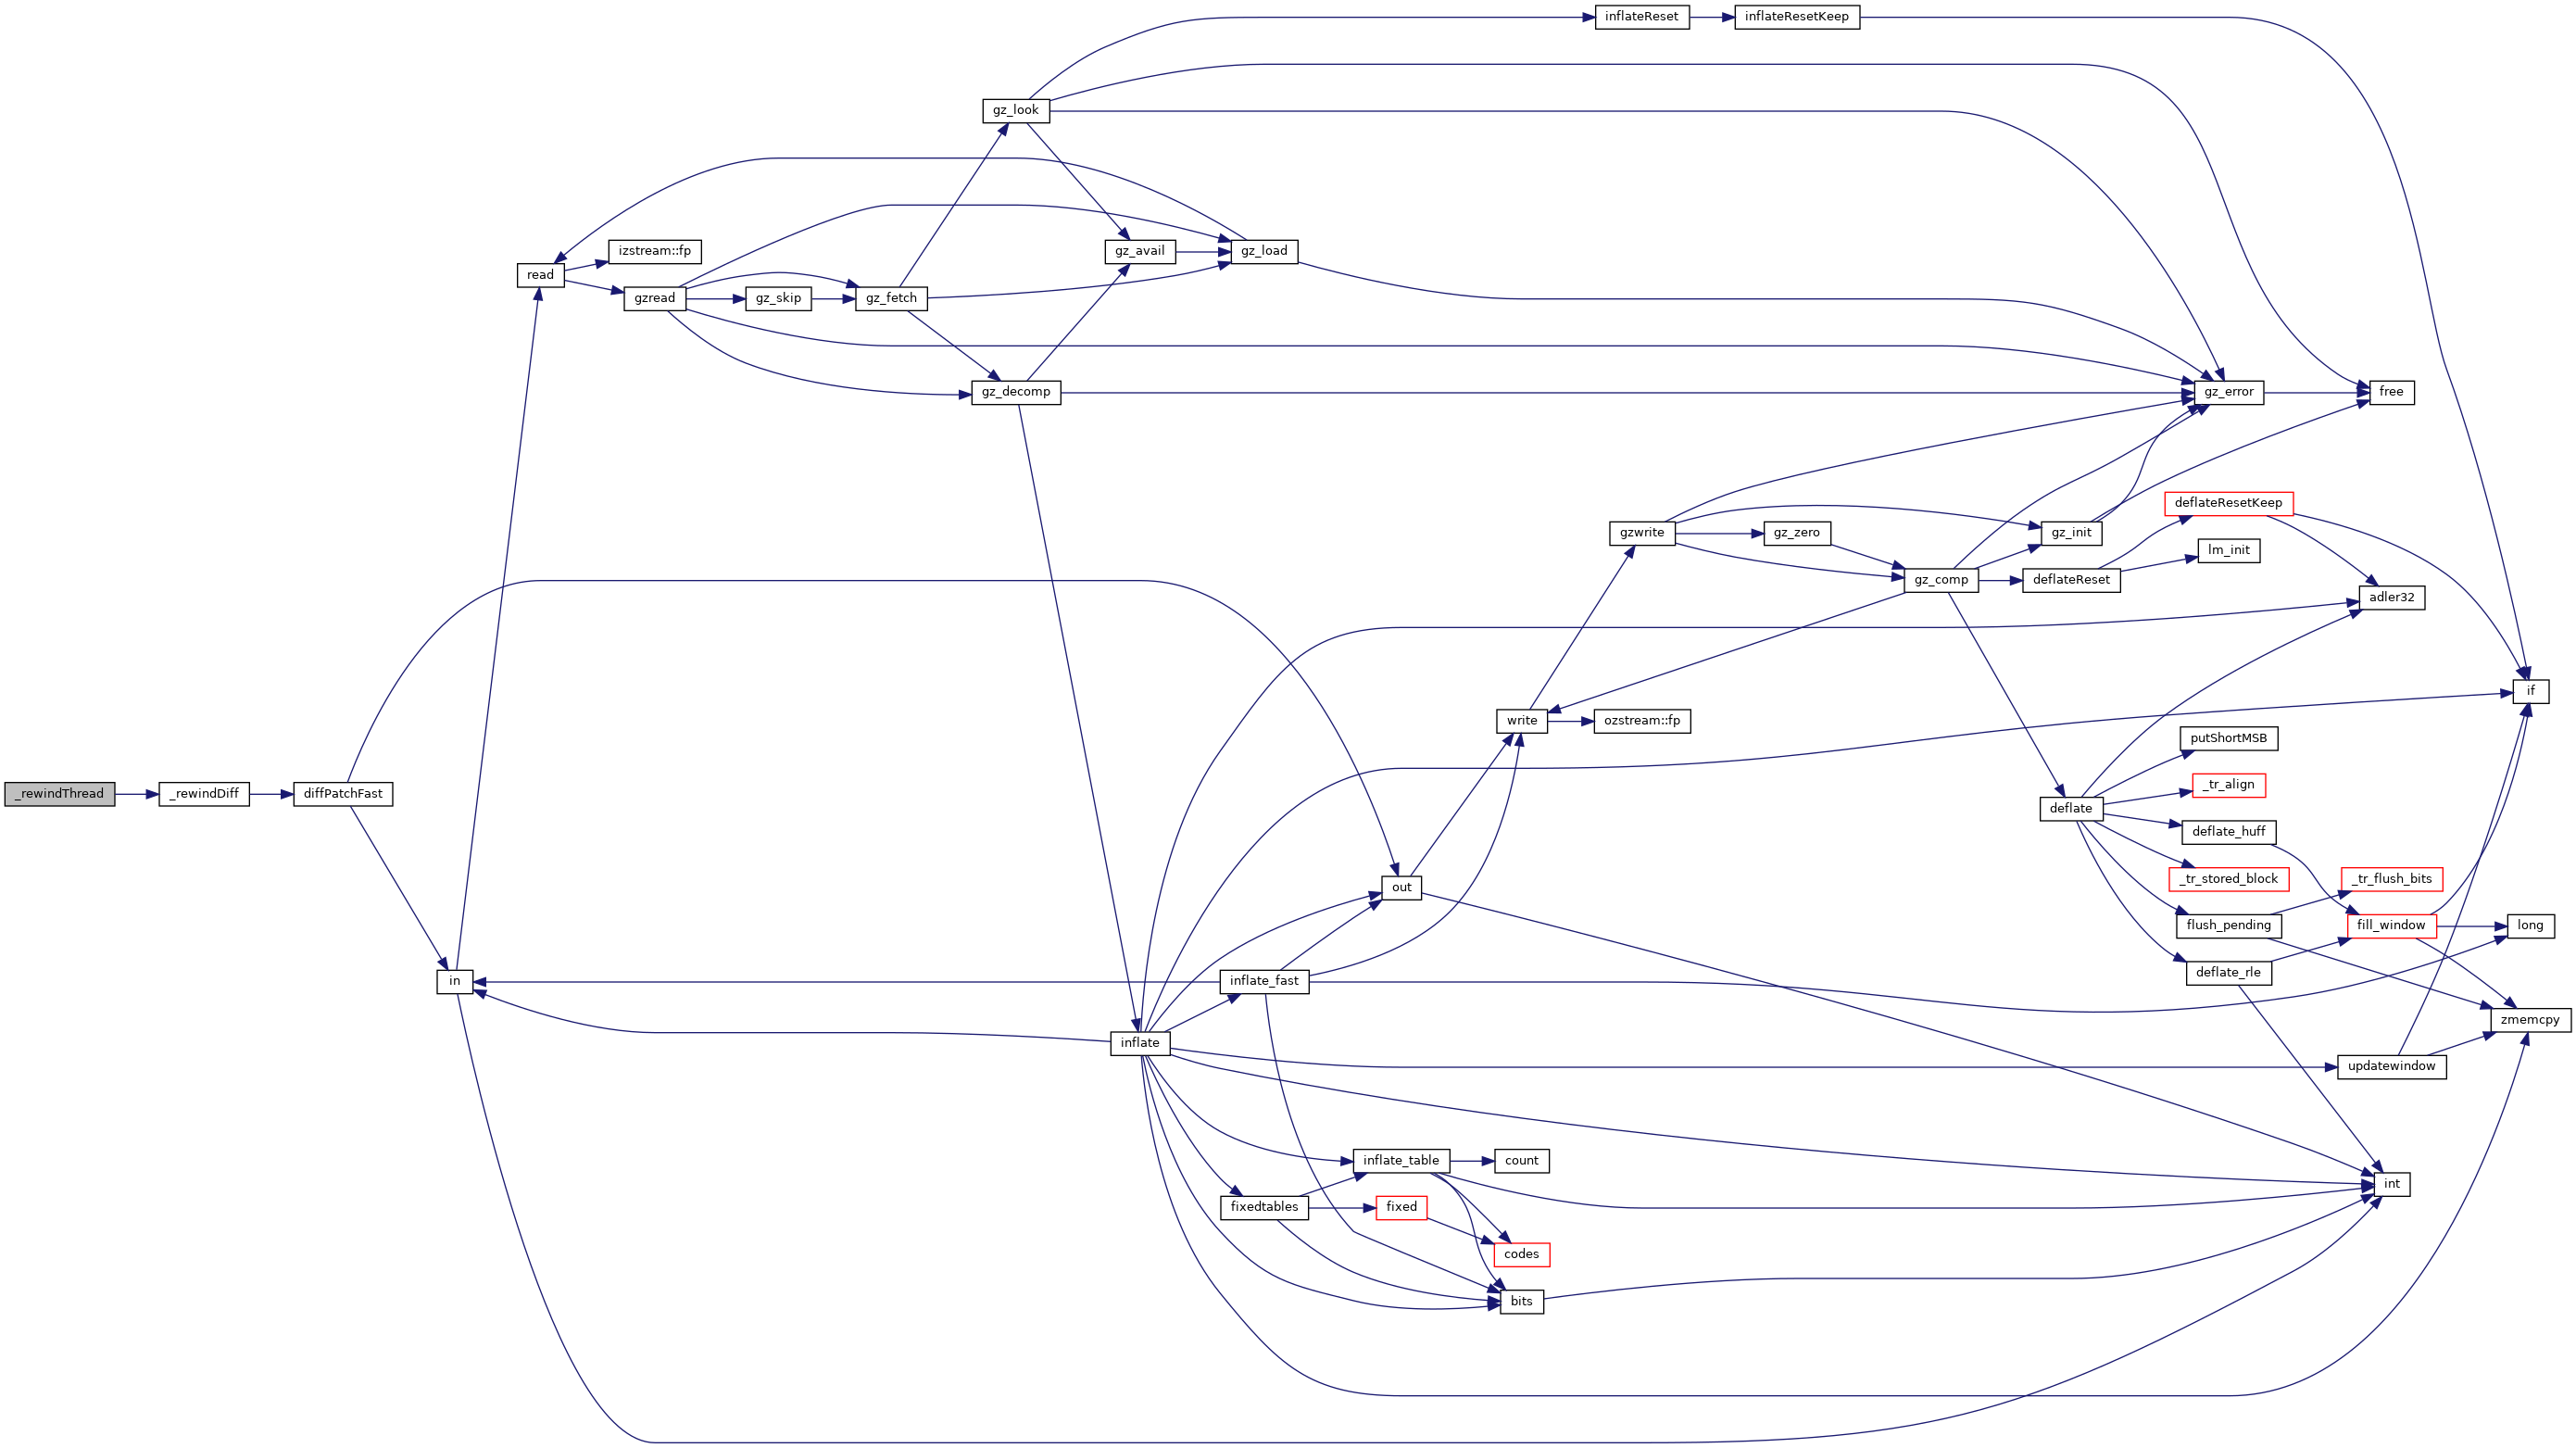 inflateReset
inflateResetKeep
gz_look
izstream::fp
gz_avail
gz_load
read
gzread
gz_skip
gz_fetch
gz_decomp
gz_error
free
deflateResetKeep
gzwrite
gz_zero
gz_init
lm_init
gz_comp
deflateReset
adler32
if
write
ozstream::fp
putShortMSB
_tr_align
_rewindThread
_rewindDiff
diffPatchFast
deflate
deflate_huff
_tr_stored_block
_tr_flush_bits
out
flush_pending
fill_window
long
deflate_rle
in
inflate_fast
zmemcpy
inflate
updatewindow
inflate_table
count
int
fixedtables
fixed
codes
bits